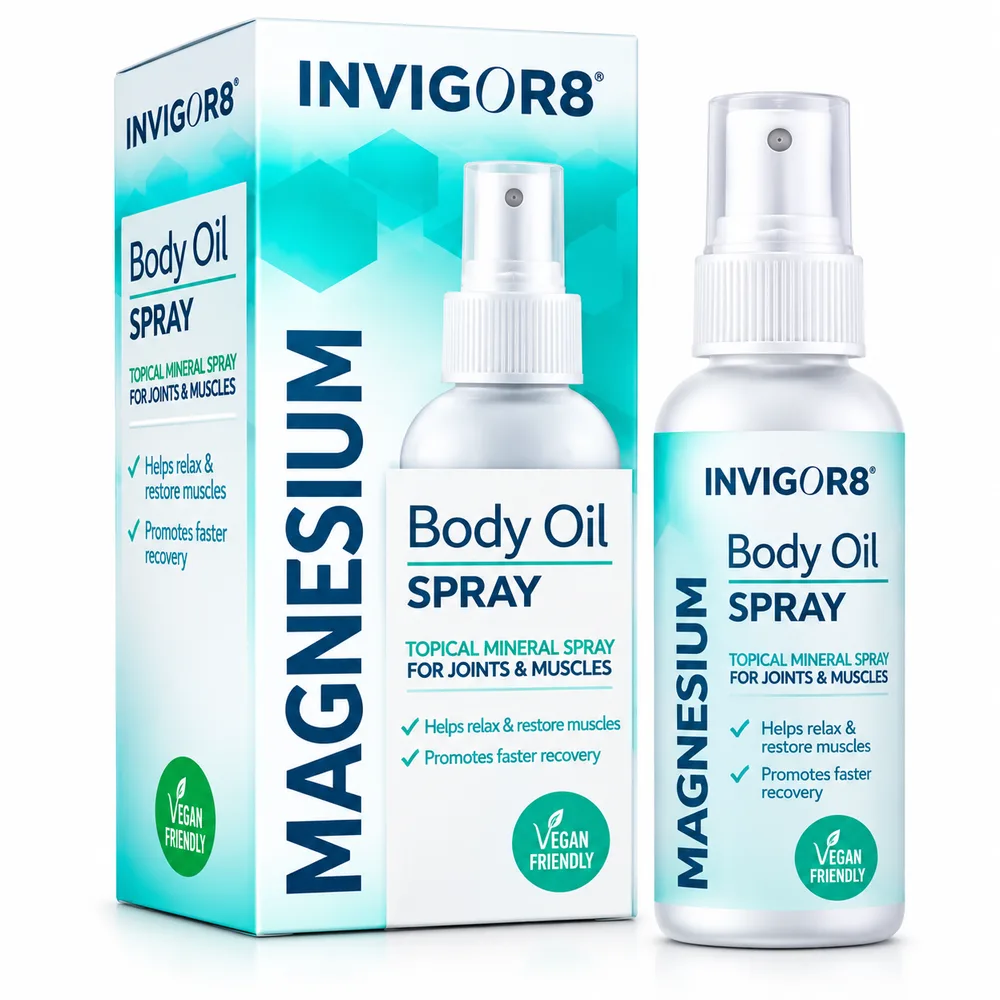 INVIGOR8®
Body Oil
SPRAY
TOPICAL MINERAL SPRAY
FOR JOINTS & MUSCLES
✓ Helps relax &
restore muscles
✓ Promotes faster
recovery
VEGAN
FRIENDLY
INVIGOR8®
MAGNESIUM
Body Oil
SPRAY
TOPICAL MINERAL SPRAY
FOR JOINTS & MUSCLES
✓ Helps relax & restore muscles
✓ Promotes faster recovery
VEGAN
FRIENDLY
INVIGOR8®
MAGNESIUM
Body Oil
SPRAY
TOPICAL MINERAL SPRAY
FOR JOINTS & MUSCLES
✓ Helps relax &
restore muscles
✓ Promotes faster
recovery
VEGAN
FRIENDLY